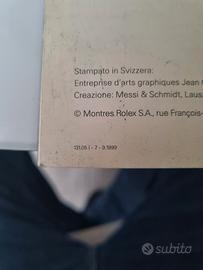 Stampato in Svizzera:
Entreprise d'arts graphiques Jean
Creazione: Messi & Schmidt, Laus
© Montres Rolex S.A., rue François-
131.05 I - 7 - 9.1999
subito